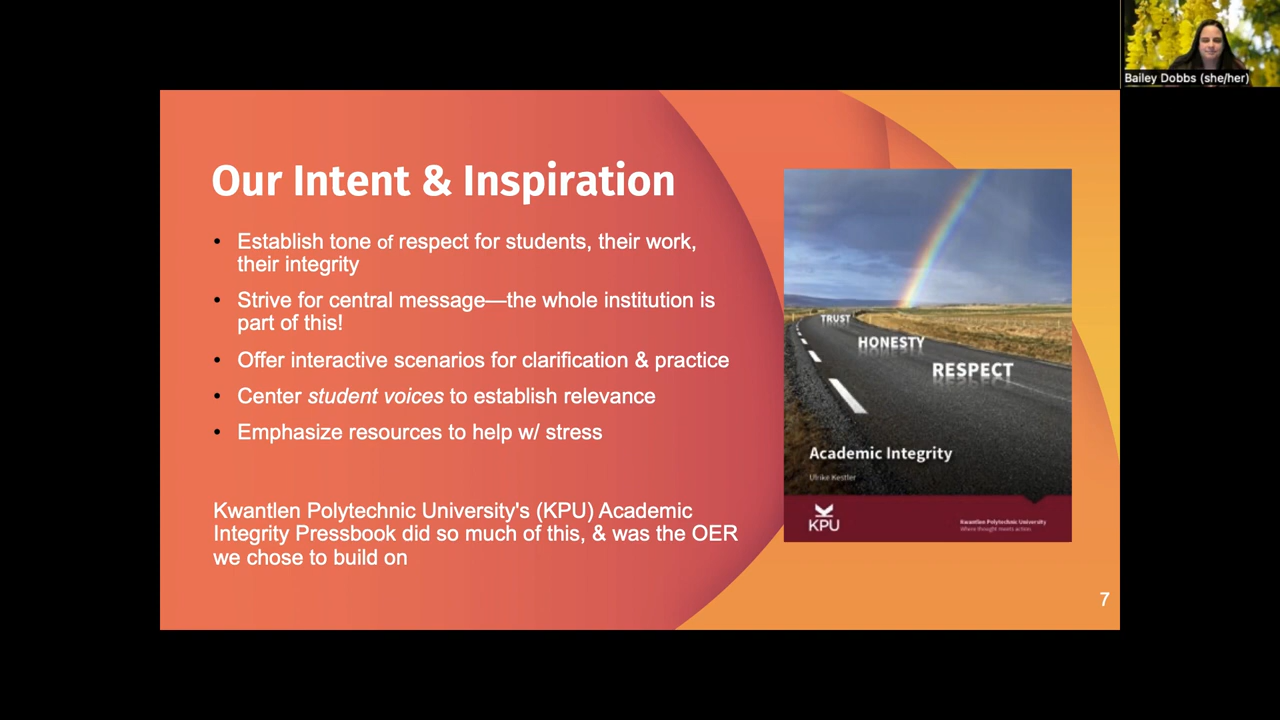 Bailey Dobbs (she/her)
Our Intent & Inspiration
• Establish tone of respect for students, their work,
their integrity
• Strive for central message—the whole institution is
part of this!
• Offer interactive scenarios for clarification & practice
• Center student voices to establish relevance
• Emphasize resources to help w/ stress
Kwantlen Polytechnic University's (KPU) Academic
Integrity Pressbook did so much of this, & was the OER
we chose to build on
TRUST
HONESTY
RESPECT
Academic Integrity
Ulrike Kestler
KPU
Kwantlen Polytechnic University
Where thought meets action
7